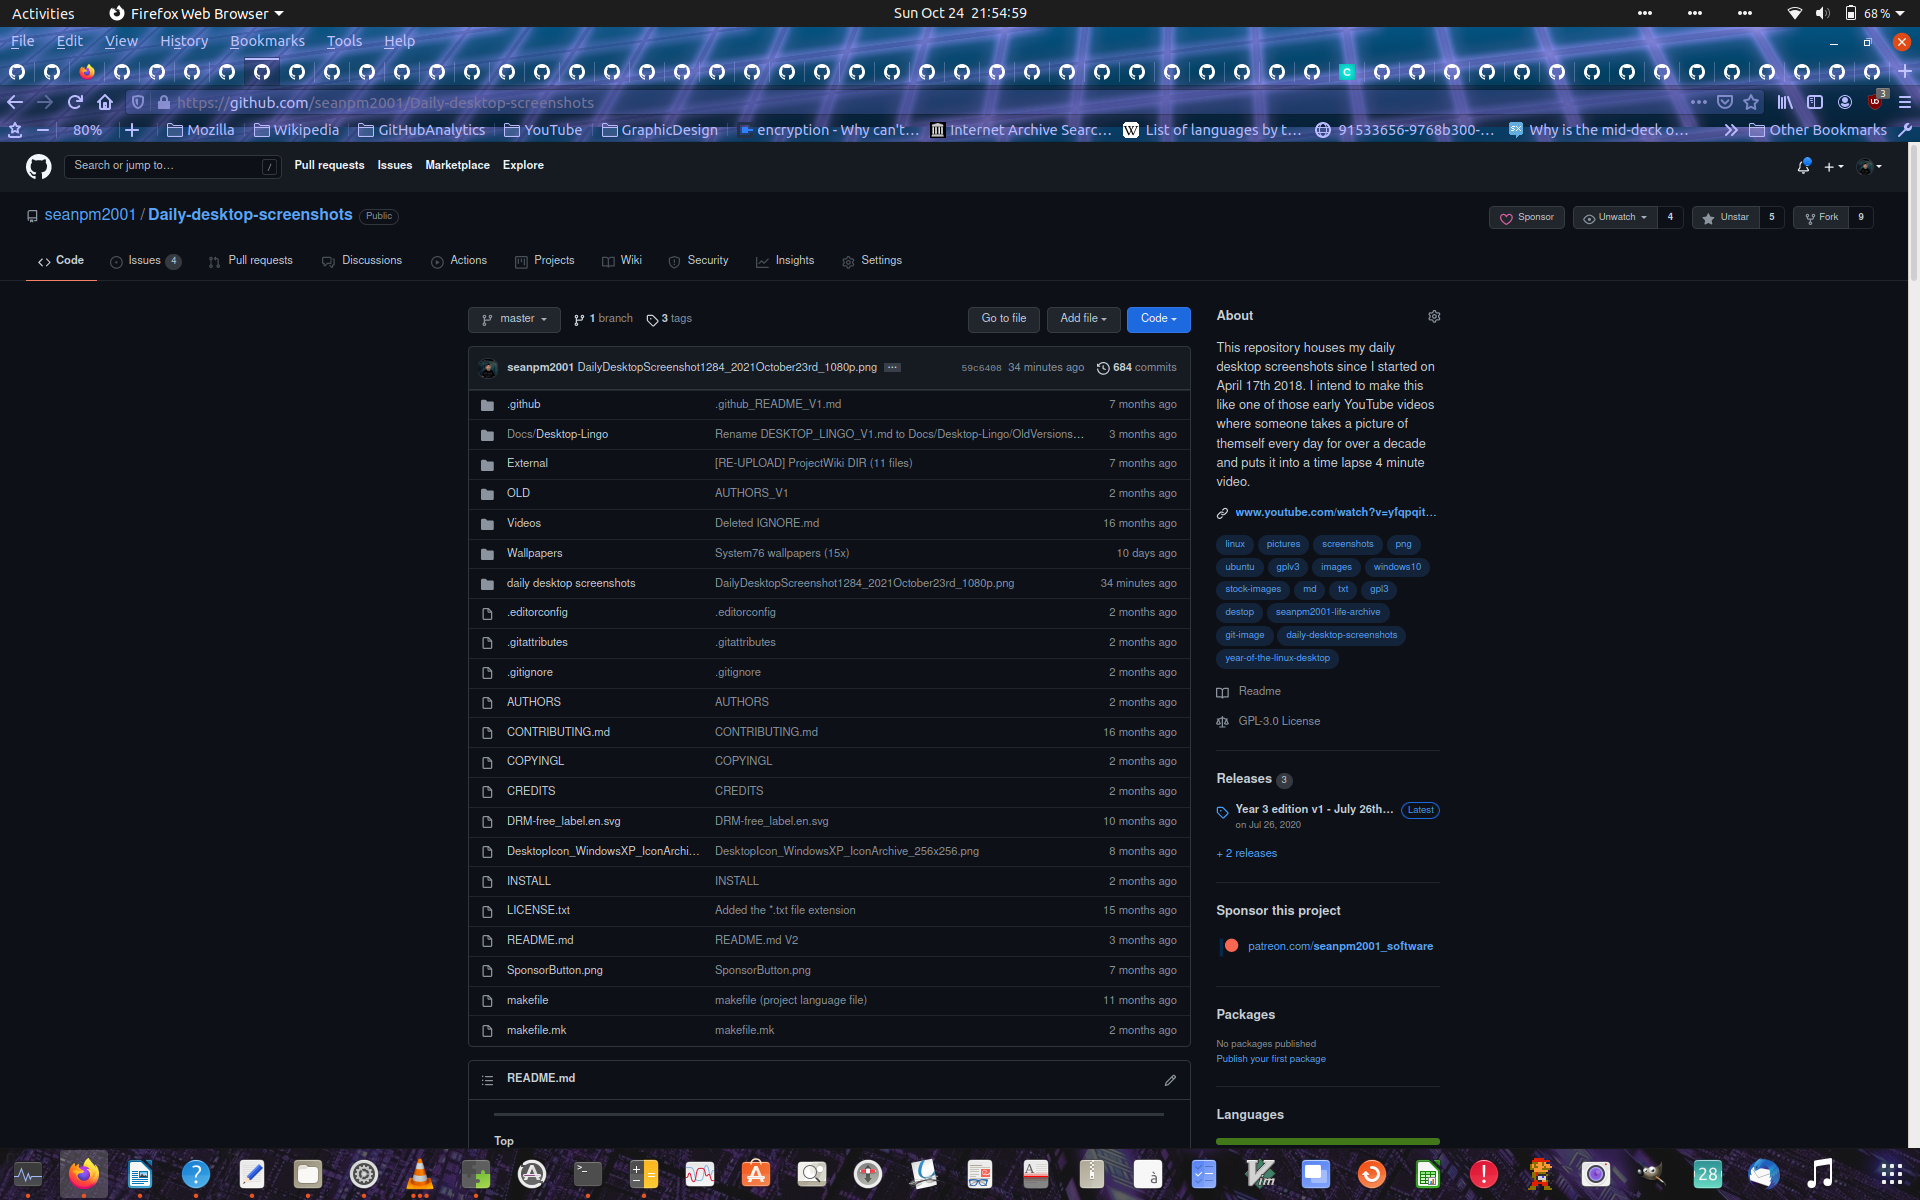 Activities Firefox Web Browser Sun Oct 24 21:54:59 68 %
File Edit View History Bookmarks Tools Help
https://github.com/seanpm2001/Daily-desktop-screenshots 3
80% Mozilla Wikipedia GitHubAnalytics YouTube GraphicDesign encryption - Why can't… Internet Archive Searc… List of languages by t… 91533656-9768b300-… Why is the mid-deck o… Other Bookmarks
Search or jump to… / Pull requests Issues Marketplace Explore
seanpm2001 / Daily-desktop-screenshots Public Sponsor Unwatch 4 Unstar 5 Fork 9
Code Issues 4 Pull requests Discussions Actions Projects Wiki Security Insights Settings
master 1 branch 3 tags Go to file Add file Code
seanpm2001 DailyDesktopScreenshot1284_2021October23rd_1080p.png 59c6408 34 minutes ago 684 commits
.github .github_README_V1.md 7 months ago
Docs/Desktop-Lingo Rename DESKTOP_LINGO_V1.md to Docs/Desktop-Lingo/OldVersions… 3 months ago
External [RE-UPLOAD] ProjectWiki DIR (11 files) 7 months ago
OLD AUTHORS_V1 2 months ago
Videos Deleted IGNORE.md 16 months ago
Wallpapers System76 wallpapers (15x) 10 days ago
daily desktop screenshots DailyDesktopScreenshot1284_2021October23rd_1080p.png 34 minutes ago
.editorconfig .editorconfig 2 months ago
.gitattributes .gitattributes 2 months ago
.gitignore .gitignore 2 months ago
AUTHORS AUTHORS 2 months ago
CONTRIBUTING.md CONTRIBUTING.md 16 months ago
COPYINGL COPYINGL 2 months ago
CREDITS CREDITS 2 months ago
DRM-free_label.en.svg DRM-free_label.en.svg 10 months ago
DesktopIcon_WindowsXP_IconArchi… DesktopIcon_WindowsXP_IconArchive_256x256.png 8 months ago
INSTALL INSTALL 2 months ago
LICENSE.txt Added the *.txt file extension 15 months ago
README.md README.md V2 3 months ago
SponsorButton.png SponsorButton.png 7 months ago
makefile makefile (project language file) 11 months ago
makefile.mk makefile.mk 2 months ago
README.md
Top
About
This repository houses my daily
desktop screenshots since I started on
April 17th 2018. I intend to make this
like one of those early YouTube videos
where someone takes a picture of
themself every day for over a decade
and puts it into a time lapse 4 minute
video.
www.youtube.com/watch?v=yfqpqit…
linux pictures screenshots png
ubuntu gplv3 images windows10
stock-images md txt gpl3
destop seanpm2001-life-archive
git-image daily-desktop-screenshots
year-of-the-linux-desktop
Readme
GPL-3.0 License
Releases 3
Year 3 edition v1 - July 26th… Latest
on Jul 26, 2020
+ 2 releases
Sponsor this project
patreon.com/seanpm2001_software
Packages
No packages published
Publish your first package
Languages
28